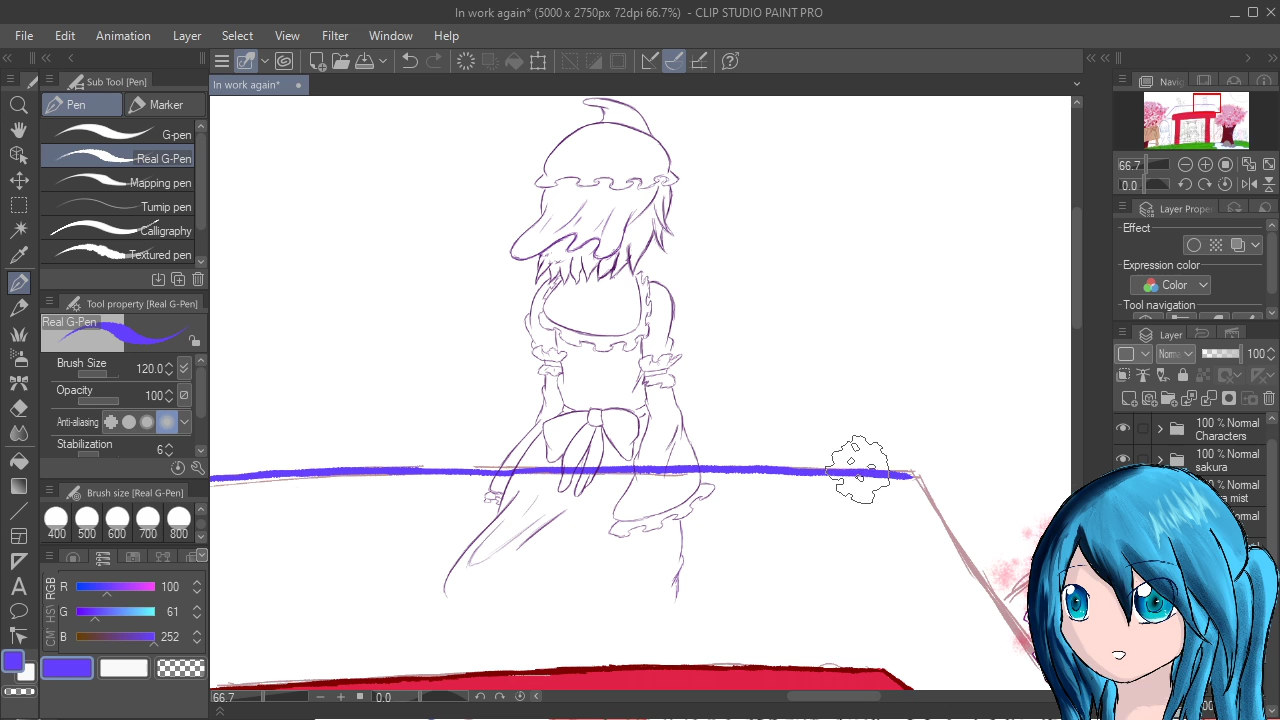 In work again* (5000 x 2750px 72dpi 66.7%) - CLIP STUDIO PAINT PRO
File Edit Animation Layer Select View Filter Window Help
Sub Tool [Pen]
In work again*
Pen Marker
G-pen
Real G-Pen
Mapping pen
Turnip pen
Calligraphy
Textured pen
Tool property [Real G-Pen]
Real G-Pen
Brush Size 120.0
Opacity 100
Anti-aliasing
Stabilization 6
Brush size [Real G-Pen]
400 500 600 700 800
RGB
R 100
G 61
B 252
66.7 0.0
66.7
0.0
Effect
Expression color
Color
Tool navigation
Layer
100
100 % Normal
Characters
100 % Normal
sakura
% Normal
mist